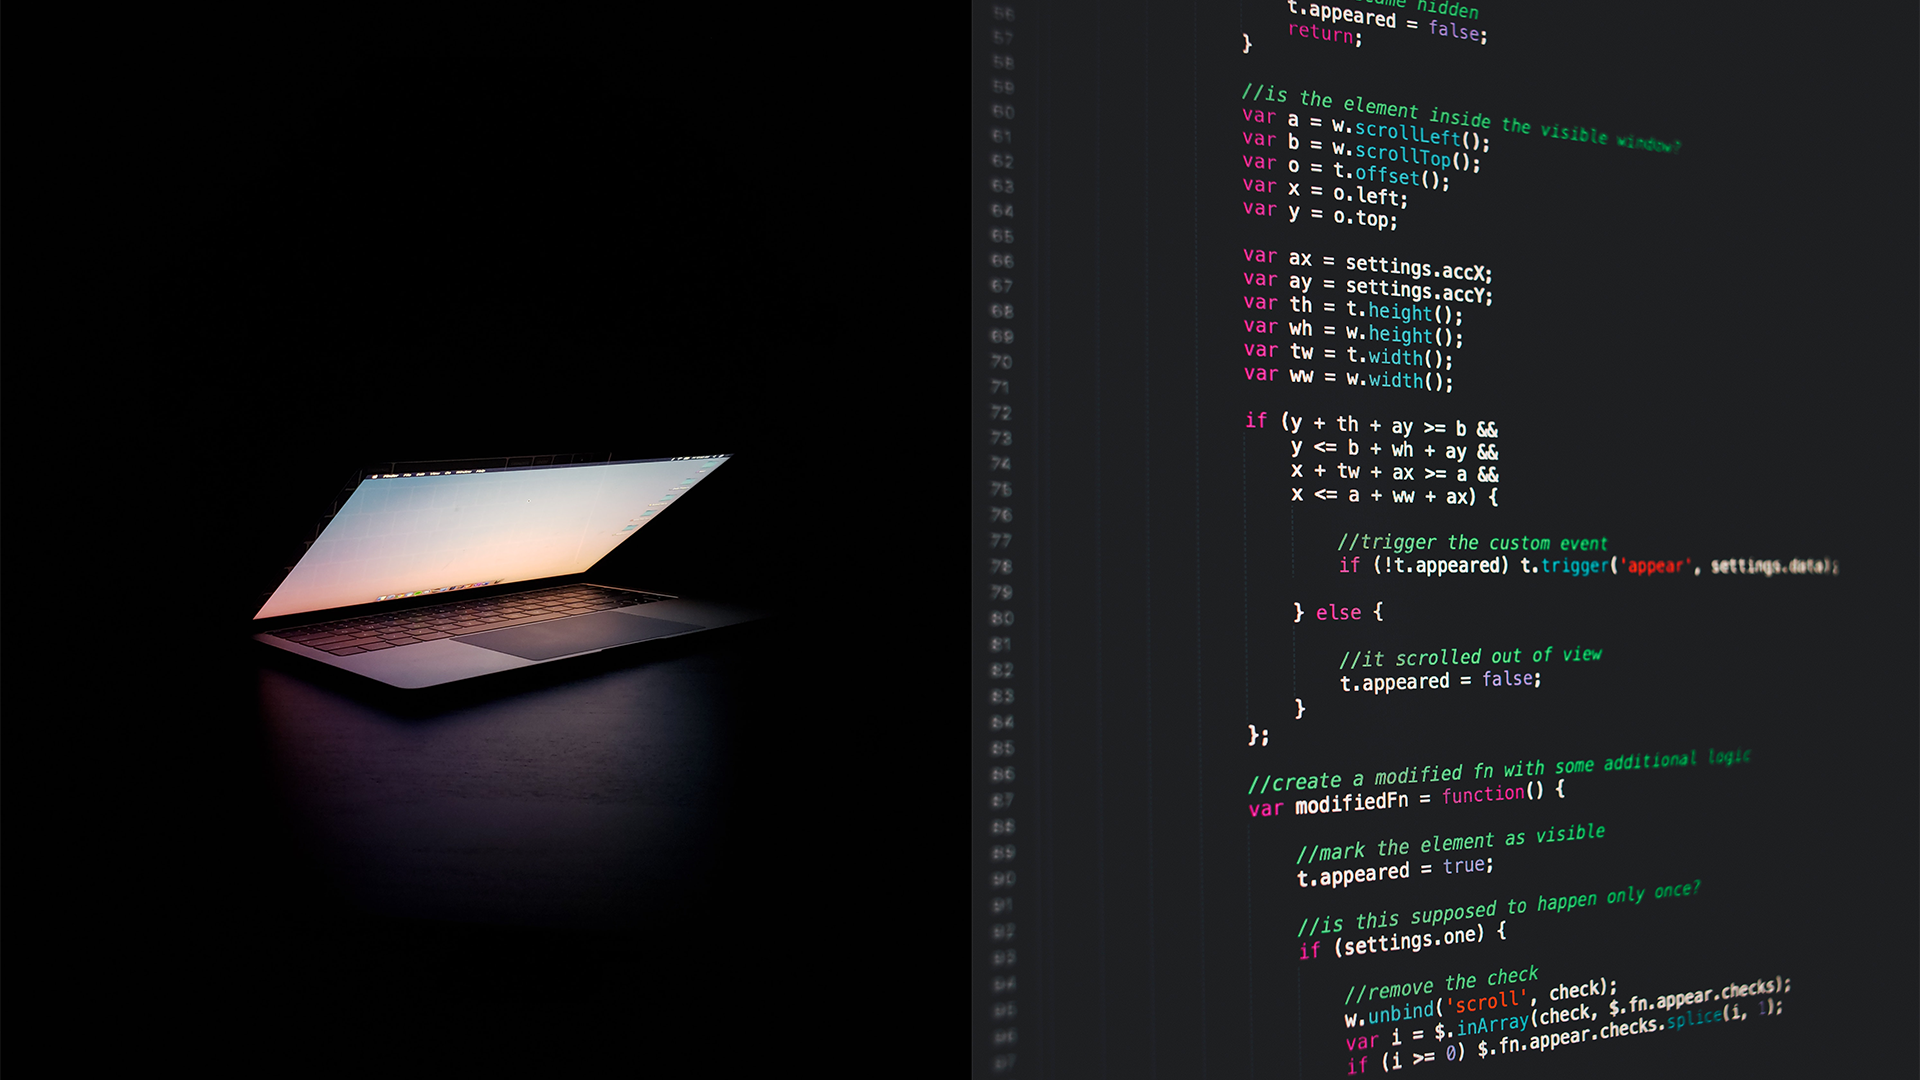 56
t.appeared = false;
hidden
57
return;
58
}
59
60
//is the element inside the visible window?
61
var a = w.scrollLeft();
62
var b = w.scrollTop();
63
var o = t.offset();
64
var x = o.left;
65
var y = o.top;
66
67
var ax = settings.accX;
68
var ay = settings.accY;
69
var th = t.height();
70
var wh = w.height();
71
var tw = t.width();
72
var ww = w.width();
73
74
if (y + th + ay >= b &&
75
y <= b + wh + ay &&
76
x + tw + ax >= a &&
77
x <= a + ww + ax) {
78
79
//trigger the custom event
80
if (!t.appeared) t.trigger('appear', settings.data);
81
82
} else {
83
84
//it scrolled out of view
85
t.appeared = false;
86
}
87
};
88
89
//create a modified fn with some additional logic
90
var modifiedFn = function() {
91
92
//mark the element as visible
93
t.appeared = true;
94
95
//is this supposed to happen only once?
96
if (settings.one) {
97
//remove the check
w.unbind('scroll', check);
var i = $.inArray(check, $.fn.appear.checks);
if (i >= 0) $.fn.appear.checks.splice(i, 1);